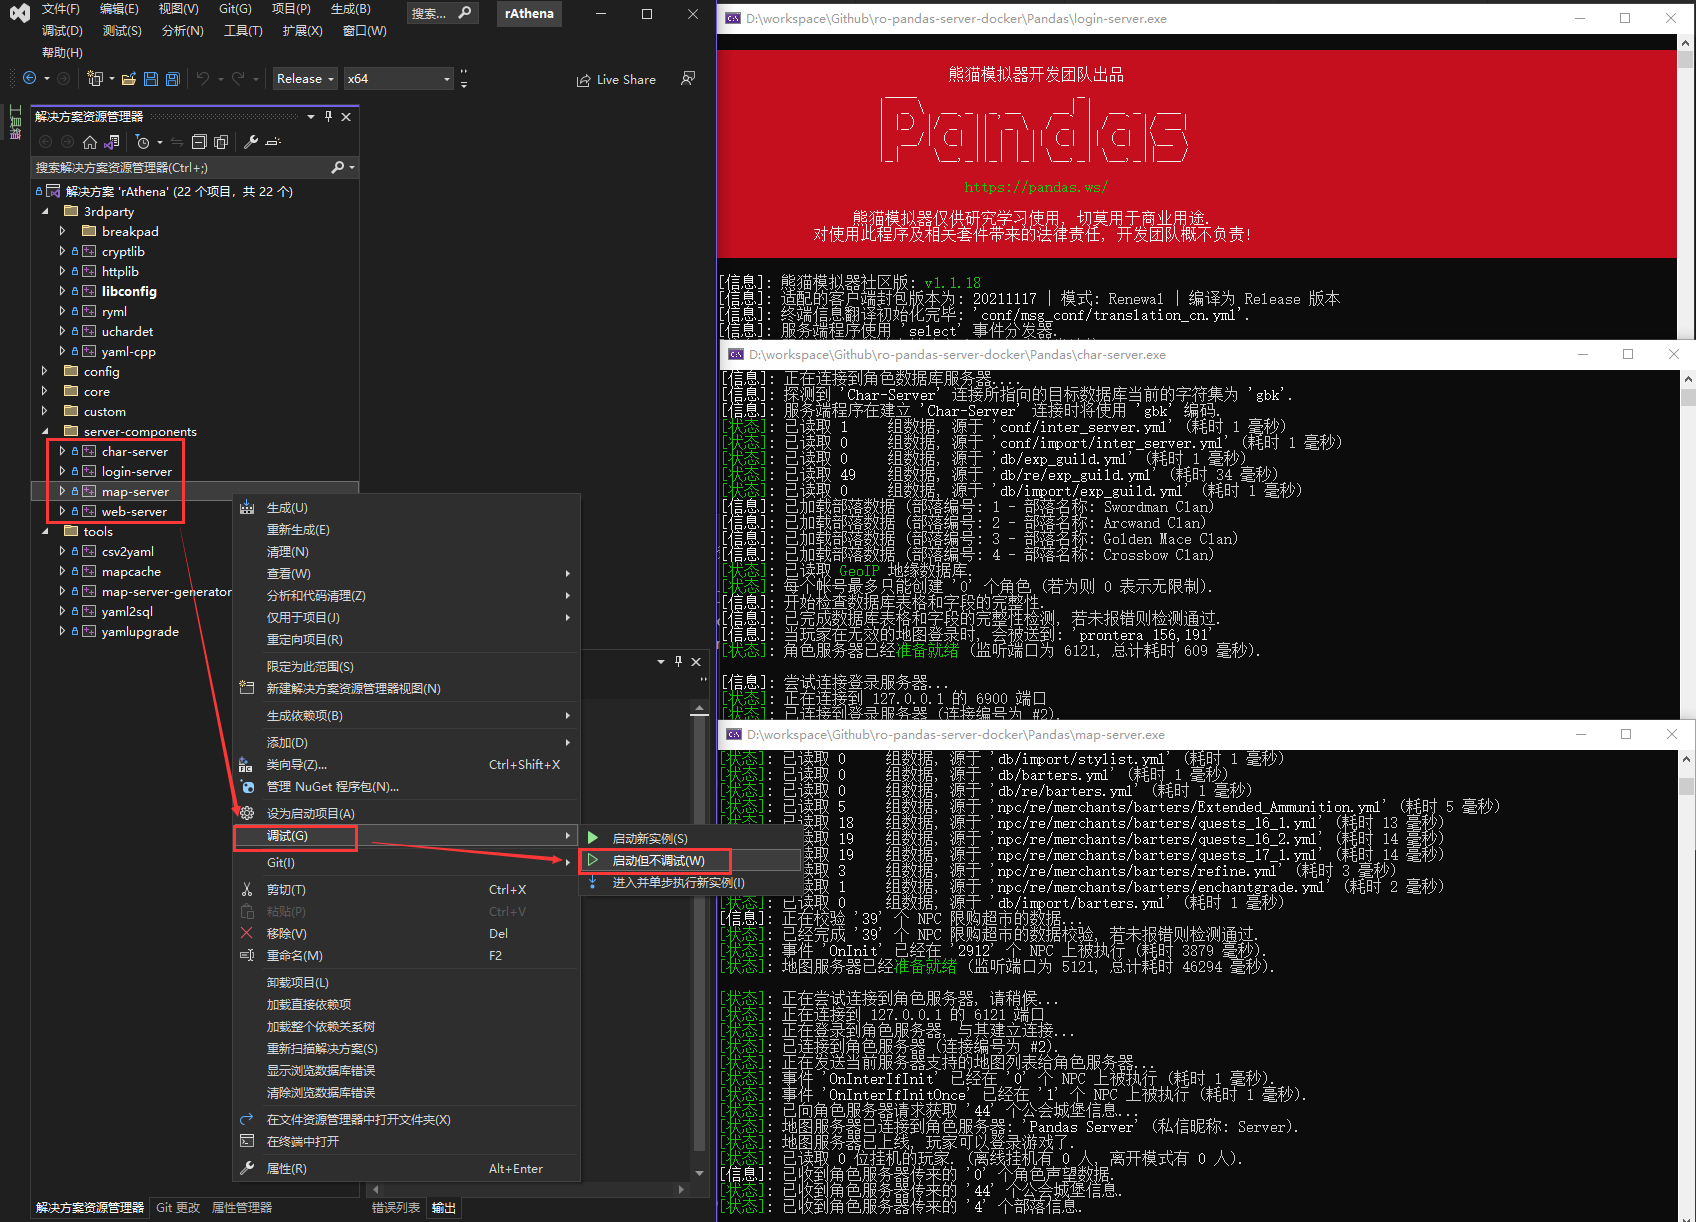 文件(F) 编辑(E) 视图(V) Git(G) 项目(P) 生成(B)
调试(D) 测试(S) 分析(N) 工具(T) 扩展(X) 窗口(W)
帮助(H)
搜索...
rAthena
Release x64
Live Share
工具箱
解决方案资源管理器
搜索解决方案资源管理器(Ctrl+;)
解决方案 'rAthena' (22 个项目, 共 22 个)
3rdparty
breakpad
cryptlib
httplib
libconfig
ryml
uchardet
yaml-cpp
config
core
custom
server-components
char-server
login-server
map-server
web-server
tools
csv2yaml
mapcache
map-server-generator
yaml2sql
yamlupgrade
生成(U)
重新生成(E)
清理(N)
查看(W)
分析和代码清理(Z)
仅用于项目(J)
重定向项目(R)
限定为此范围(S)
新建解决方案资源管理器视图(N)
生成依赖项(B)
添加(D)
类向导(Z)... Ctrl+Shift+X
管理 NuGet 程序包(N)...
设为启动项目(A)
调试(G)
Git(I)
剪切(T) Ctrl+X
粘贴(P) Ctrl+V
移除(V) Del
重命名(M) F2
卸载项目(L)
加载直接依赖项
加载整个依赖关系树
重新扫描解决方案(S)
显示浏览数据库错误
清除浏览数据库错误
在文件资源管理器中打开文件夹(X)
在终端中打开
属性(R) Alt+Enter
启动新实例(S)
启动但不调试(W)
进入并单步执行新实例(I)
解决方案资源管理器 Git 更改 属性管理器
错误列表 输出
D:\workspace\Github\ro-pandas-server-docker\Pandas\login-server.exe
熊猫模拟器开发团队出品
pandas
https://pandas.ws/
熊猫模拟器仅供研究学习使用, 切莫用于商业用途.
对使用此程序及相关套件带来的法律责任, 开发团队概不负责!
[信息]: 熊猫模拟器社区版: v1.1.18
[信息]: 适配的客户端封包版本为: 20211117 | 模式: Renewal | 编译为 Release 版本
[信息]: 终端信息翻译初始化完毕: 'conf/msg_conf/translation_cn.yml'.
[信息]: 服务端程序使用 'select' 事件分发器.
D:\workspace\Github\ro-pandas-server-docker\Pandas\char-server.exe
[信息]: 正在连接到角色数据库服务器....
[信息]: 探测到 'Char-Server' 连接所指向的目标数据库当前的字符集为 'gbk'.
[信息]: 服务端程序在建立 'Char-Server' 连接时将使用 'gbk' 编码.
[状态]: 已读取 1 组数据, 源于 'conf/inter_server.yml' (耗时 1 毫秒)
[状态]: 已读取 0 组数据, 源于 'conf/import/inter_server.yml' (耗时 1 毫秒)
[状态]: 已读取 0 组数据, 源于 'db/exp_guild.yml' (耗时 1 毫秒)
[状态]: 已读取 49 组数据, 源于 'db/re/exp_guild.yml' (耗时 34 毫秒)
[状态]: 已读取 0 组数据, 源于 'db/import/exp_guild.yml' (耗时 1 毫秒)
[信息]: 已加载部落数据 (部落编号: 1 - 部落名称: Swordman Clan)
[信息]: 已加载部落数据 (部落编号: 2 - 部落名称: Arcwand Clan)
[信息]: 已加载部落数据 (部落编号: 3 - 部落名称: Golden Mace Clan)
[信息]: 已加载部落数据 (部落编号: 4 - 部落名称: Crossbow Clan)
[状态]: 已读取 GeoIP 地缘数据库.
[状态]: 每个帐号最多只能创建 '0' 个角色 (若为则 0 表示无限制).
[信息]: 开始检查数据库表格和字段的完整性.
[信息]: 已完成数据库表格和字段的完整性检测, 若未报错则检测通过.
[信息]: 当玩家在无效的地图登录时, 会被送到: 'prontera 156,191'
[状态]: 角色服务器已经准备就绪 (监听端口为 6121, 总计耗时 609 毫秒).
[信息]: 尝试连接登录服务器...
[状态]: 正在连接到 127.0.0.1 的 6900 端口
[状态]: 已连接到登录服务器 (连接编号为 #2).
D:\workspace\Github\ro-pandas-server-docker\Pandas\map-server.exe
[状态]: 已读取 0 组数据, 源于 'db/import/stylist.yml' (耗时 1 毫秒)
[状态]: 已读取 0 组数据, 源于 'db/barters.yml' (耗时 1 毫秒)
[状态]: 已读取 0 组数据, 源于 'db/re/barters.yml' (耗时 1 毫秒)
[状态]: 已读取 5 组数据, 源于 'npc/re/merchants/barters/Extended_Ammunition.yml' (耗时 5 毫秒)
已读取 18 组数据, 源于 'npc/re/merchants/barters/quests_16_1.yml' (耗时 13 毫秒)
取 19 组数据, 源于 'npc/re/merchants/barters/quests_16_2.yml' (耗时 14 毫秒)
取 19 组数据, 源于 'npc/re/merchants/barters/quests_17_1.yml' (耗时 14 毫秒)
取 3 组数据, 源于 'npc/re/merchants/barters/refine.yml' (耗时 3 毫秒)
取 1 组数据, 源于 'npc/re/merchants/barters/enchantgrade.yml' (耗时 2 毫秒)
[状态]: 已读取 0 组数据, 源于 'db/import/barters.yml' (耗时 1 毫秒)
[信息]: 正在校验 '39' 个 NPC 限购超市的数据...
[状态]: 已经完成 '39' 个 NPC 限购超市的数据校验, 若未报错则检测通过.
[状态]: 事件 'OnInit' 已经在 '2912' 个 NPC 上被执行 (耗时 3879 毫秒).
[状态]: 地图服务器已经准备就绪 (监听端口为 5121, 总计耗时 46294 毫秒).
[状态]: 正在尝试连接到角色服务器, 请稍候...
[状态]: 正在连接到 127.0.0.1 的 6121 端口
[状态]: 正在登录到角色服务器, 与其建立连接...
[状态]: 已连接到角色服务器 (连接编号为 #2).
[状态]: 正在发送当前服务器支持的地图列表给角色服务器...
[状态]: 事件 'OnInterIfInit' 已经在 '0' 个 NPC 上被执行 (耗时 1 毫秒).
[状态]: 事件 'OnInterIfInitOnce' 已经在 '1' 个 NPC 上被执行 (耗时 1 毫秒).
[状态]: 已向角色服务器请求获取 '44' 个公会城堡信息...
[状态]: 地图服务器已连接到角色服务器: 'Pandas Server' (私信昵称: Server).
[状态]: 地图服务器已上线, 玩家可以登录游戏了.
[状态]: 已读取 0 位挂机的玩家. (离线挂机有 0 人, 离开模式有 0 人).
[信息]: 已收到角色服务器传来的 '0' 个角色声望数据.
[状态]: 已收到角色服务器传来的 '44' 个公会城堡信息.
[状态]: 已收到角色服务器传来的 '4' 个部落信息.